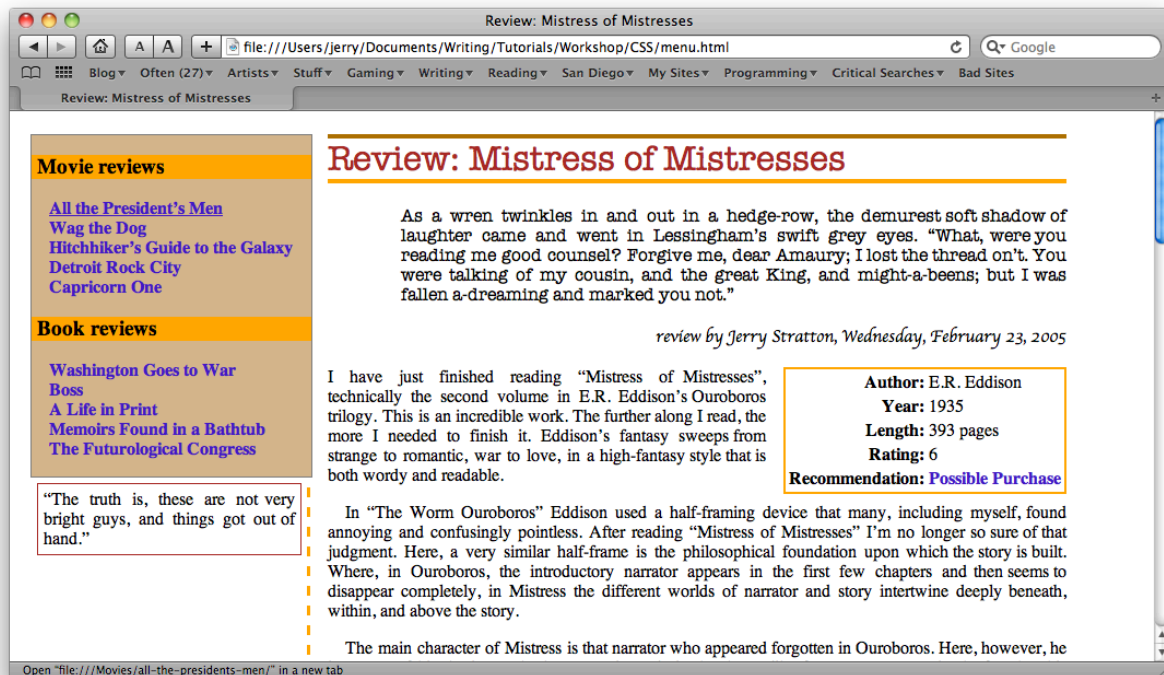 Review: Mistress of Mistresses
A A + file:///Users/jerry/Documents/Writing/Tutorials/Workshop/CSS/menu.html Google
Blog Often (27) Artists Stuff Gaming Writing Reading San Diego My Sites Programming Critical Searches Bad Sites
Review: Mistress of Mistresses +
Movie reviews
All the President’s Men
Wag the Dog
Hitchhiker’s Guide to the Galaxy
Detroit Rock City
Capricorn One
Book reviews
Washington Goes to War
Boss
A Life in Print
Memoirs Found in a Bathtub
The Futurological Congress
“The truth is, these are not very
bright guys, and things got out of
hand.”
Review: Mistress of Mistresses
As a wren twinkles in and out in a hedge-row, the demurest soft shadow of
laughter came and went in Lessingham’s swift grey eyes. “What, were you
reading me good counsel? Forgive me, dear Amaury; I lost the thread on’t. You
were talking of my cousin, and the great King, and might-a-beens; but I was
fallen a-dreaming and marked you not.”
review by Jerry Stratton, Wednesday, February 23, 2005
I have just finished reading “Mistress of Mistresses”,
technically the second volume in E.R. Eddison’s Ouroboros
trilogy. This is an incredible work. The further along I read, the
more I needed to finish it. Eddison’s fantasy sweeps from
strange to romantic, war to love, in a high-fantasy style that is
both wordy and readable.
Author: E.R. Eddison
Year: 1935
Length: 393 pages
Rating: 6
Recommendation: Possible Purchase
In “The Worm Ouroboros” Eddison used a half-framing device that many, including myself, found
annoying and confusingly pointless. After reading “Mistress of Mistresses” I’m no longer so sure of that
judgment. Here, a very similar half-frame is the philosophical foundation upon which the story is built.
Where, in Ouroboros, the introductory narrator appears in the first few chapters and then seems to
disappear completely, in Mistress the different worlds of narrator and story intertwine deeply beneath,
within, and above the story.
The main character of Mistress is that narrator who appeared forgotten in Ouroboros. Here, however, he
Open “file:///Movies/all-the-presidents-men/” in a new tab